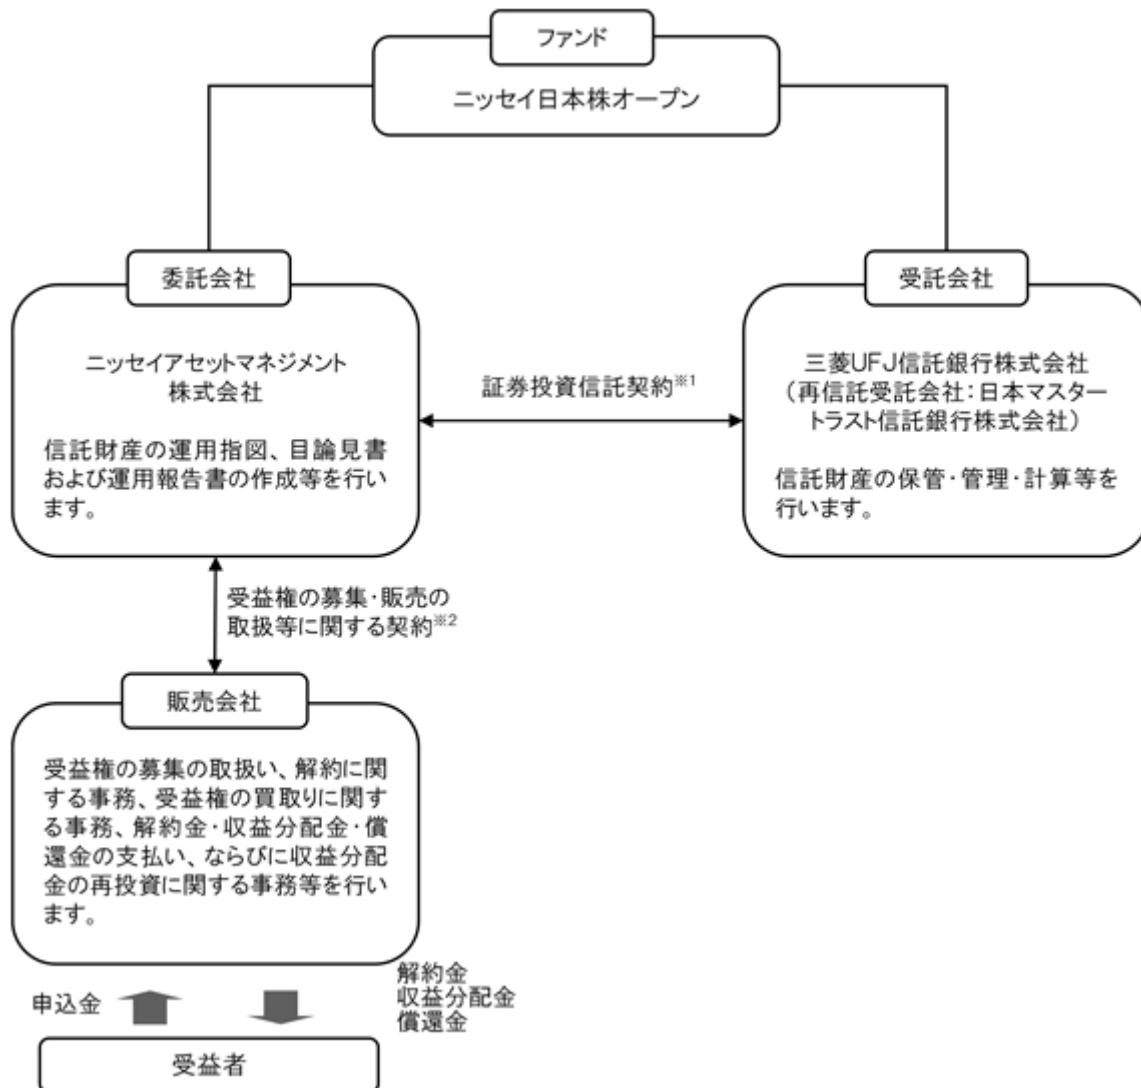 ファンド
ニッセイ日本株オープン
委託会社
ニッセイアセットマネジメント
株式会社
信託財産の運用指図、目論見書
および運用報告書の作成等を行い
ます。
証券投資信託契約※1
受託会社
三菱UFJ信託銀行株式会社
（再信託受託会社：日本マスター
トラスト信託銀行株式会社）
信託財産の保管・管理・計算等を
行います。
受益権の募集・販売の
取扱等に関する契約※2
販売会社
受益権の募集の取扱い、解約に関
する事務、受益権の買取りに関す
る事務、解約金・収益分配金・償
還金の支払い、ならびに収益分配
金の再投資に関する事務等を行い
ます。
申込金
解約金
収益分配金
償還金
受益者